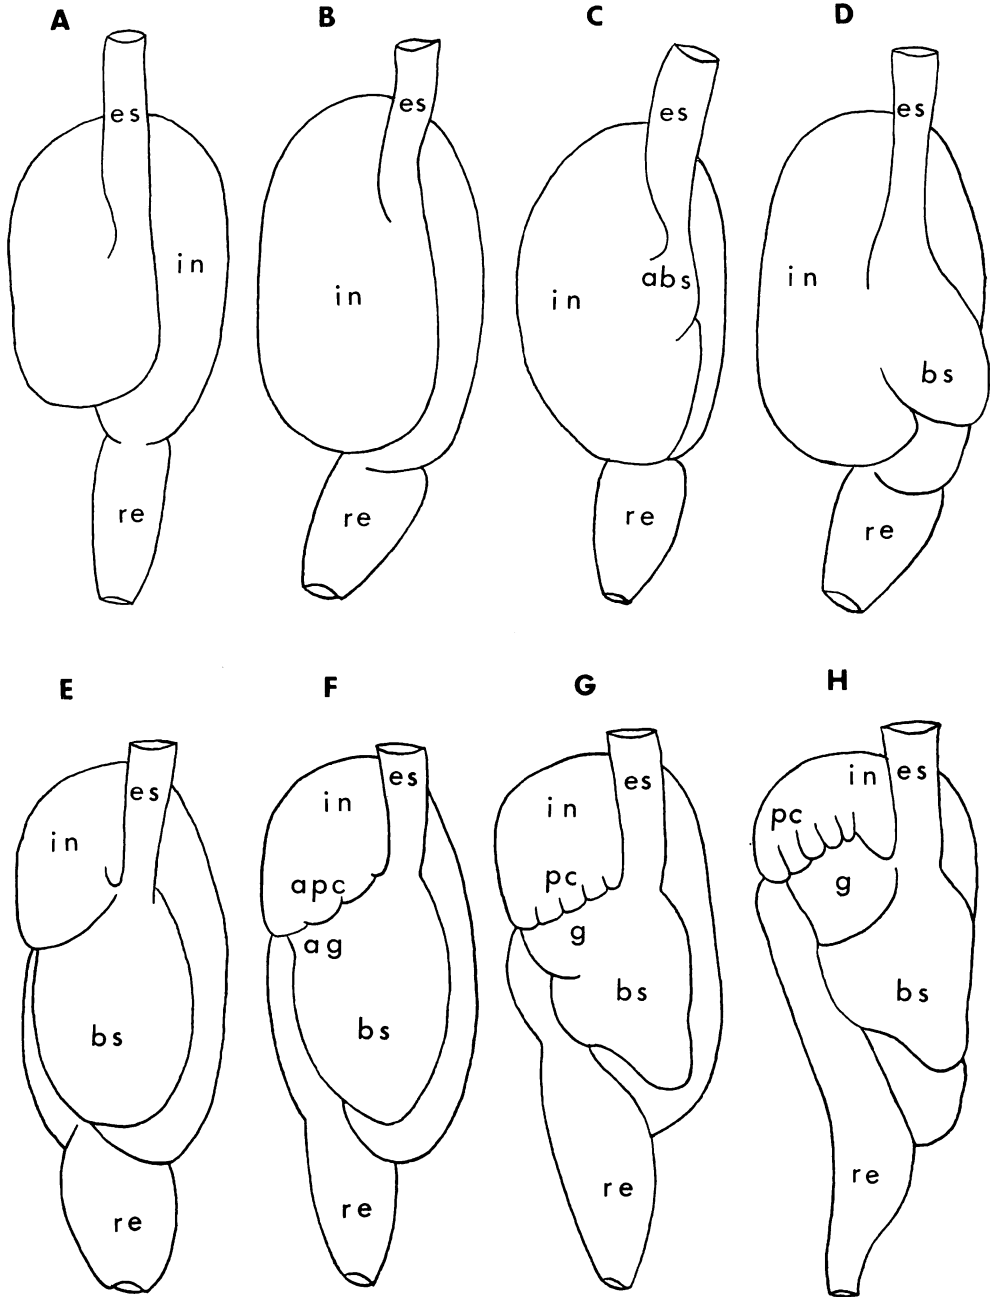 A B C D
es es es es
in in in abs in bs
re re re re
E F G H
es in es in es in in es
apc ag pc g pc g
bs bs bs bs
re re re re